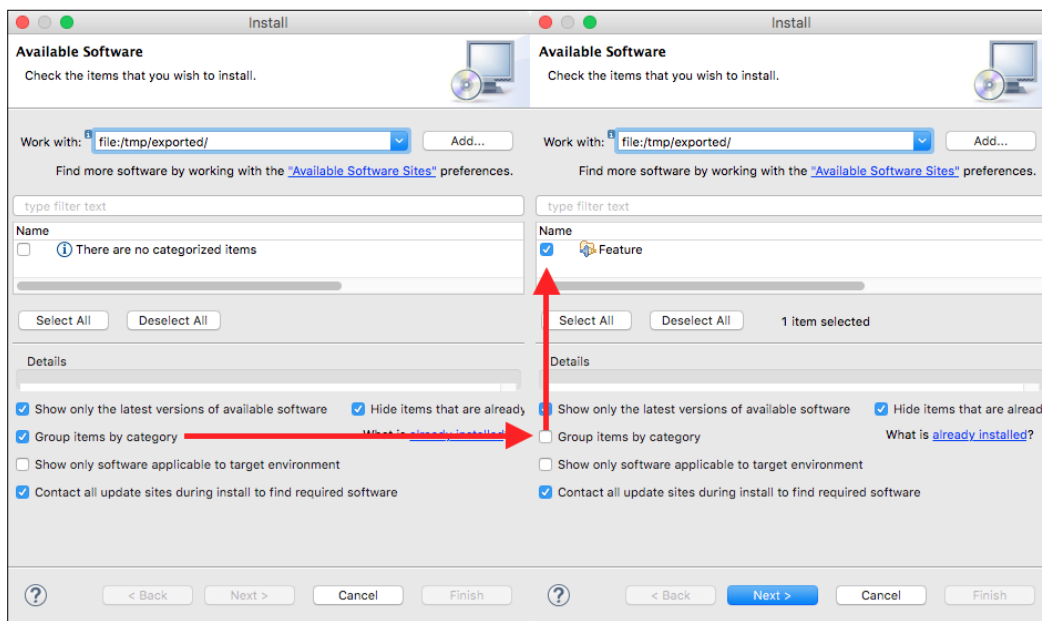 Install
Available Software
Check the items that you wish to install.
Work with: file:/tmp/exported/ Add...
Find more software by working with the "Available Software Sites" preferences.
type filter text
Name
There are no categorized items
Select All Deselect All
Details
Show only the latest versions of available software Hide items that are already
Group items by category What is already installed?
Show only software applicable to target environment
Contact all update sites during install to find required software
? < Back Next > Cancel Finish
Install
Available Software
Check the items that you wish to install.
Work with: file:/tmp/exported/ Add...
Find more software by working with the "Available Software Sites" preferences.
type filter text
Name
Feature
Select All Deselect All 1 item selected
Details
Show only the latest versions of available software Hide items that are alread
Group items by category What is already installed?
Show only software applicable to target environment
Contact all update sites during install to find required software
? < Back Next > Cancel Finish